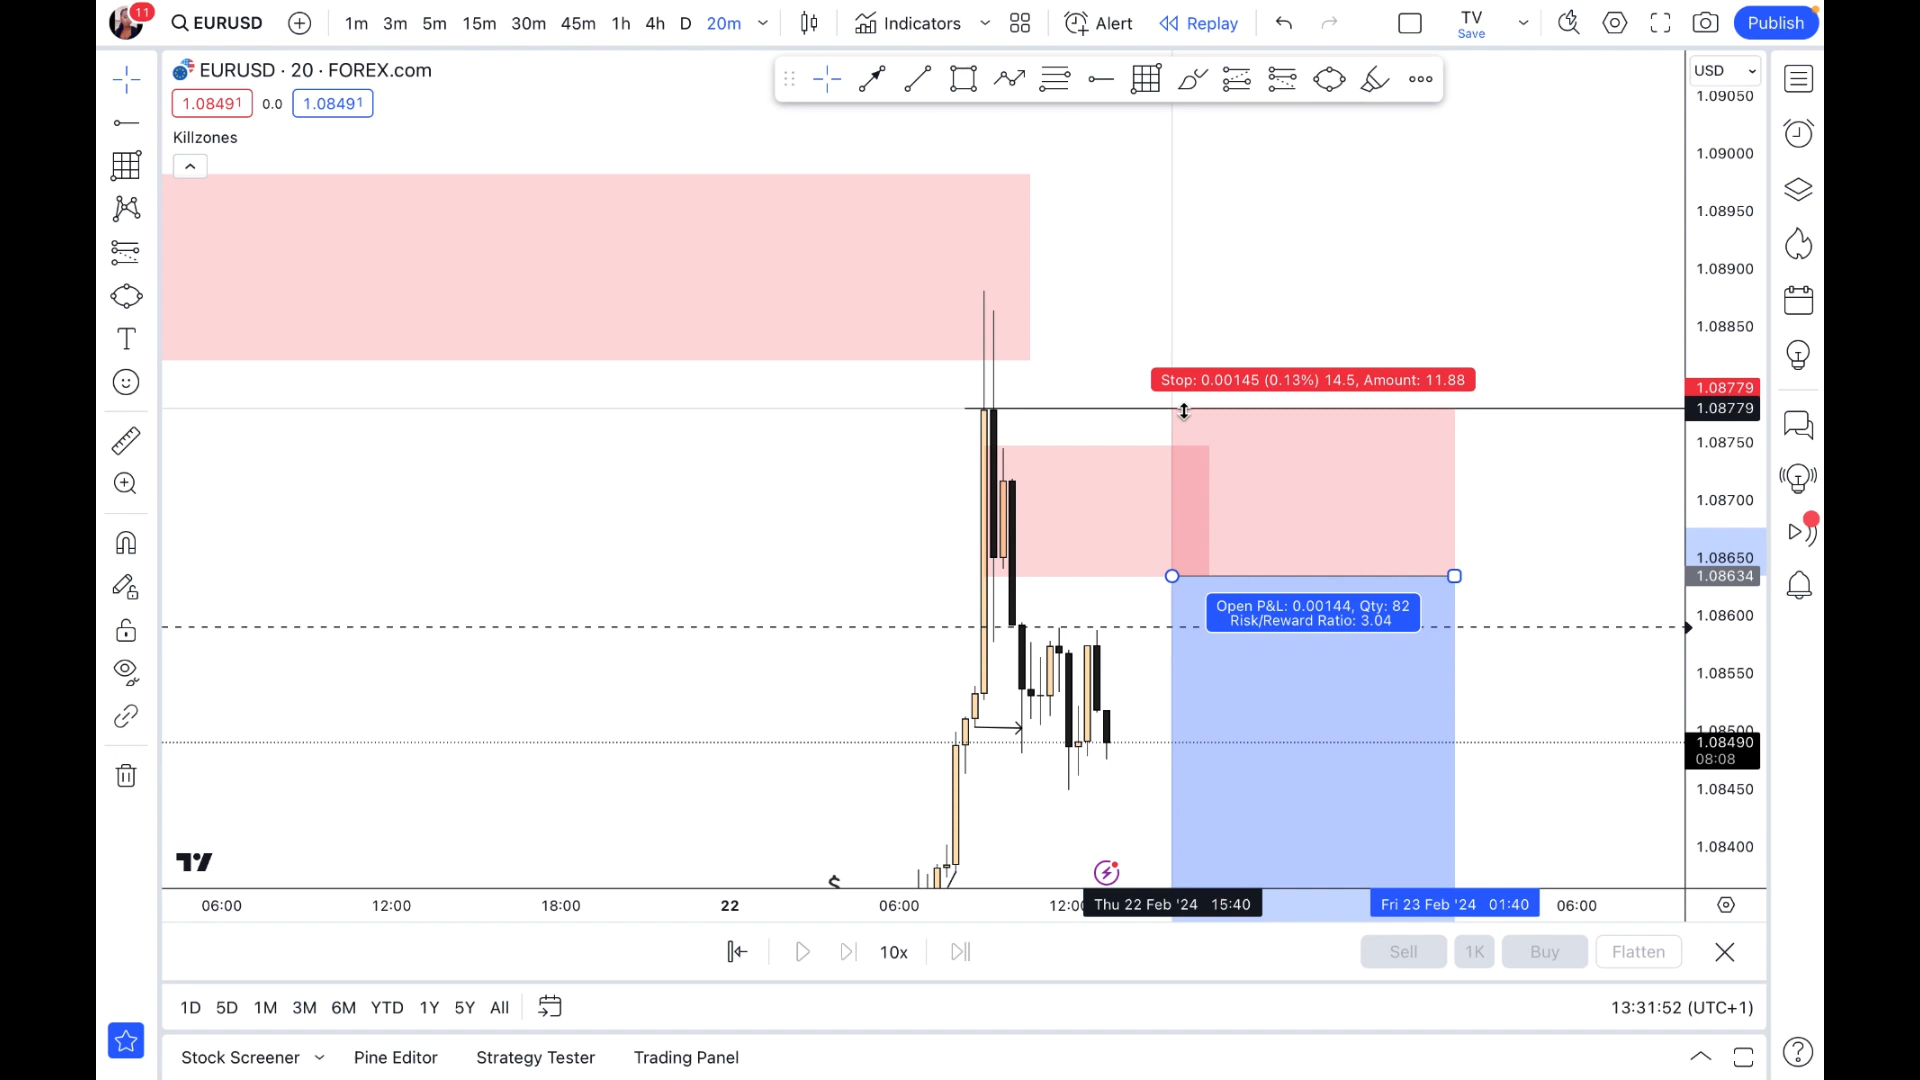 11
EURUSD
1m 3m 5m 15m 30m 45m 1h 4h D 20m
Indicators
Alert
Replay
TV
Save
Publish
EURUSD · 20 · FOREX.com
1.08491 0.0 1.08491
Killzones
USD
1.09050
1.09000
1.08950
1.08900
1.08850
Stop: 0.00145 (0.13%) 14.5, Amount: 11.88
1.08779
1.08779
1.08750
1.08700
1.08650
1.08634
Open P&L: 0.00144, Qty: 82
Risk/Reward Ratio: 3.04
1.08600
1.08550
1.08500
1.08490
08:08
1.08450
1.08400
$
06:00 12:00 18:00 22 06:00 12:00 Thu 22 Feb '24 15:40 Fri 23 Feb '24 01:40 06:00
10x
Sell 1K Buy Flatten
1D 5D 1M 3M 6M YTD 1Y 5Y All
13:31:52 (UTC+1)
Stock Screener Pine Editor Strategy Tester Trading Panel